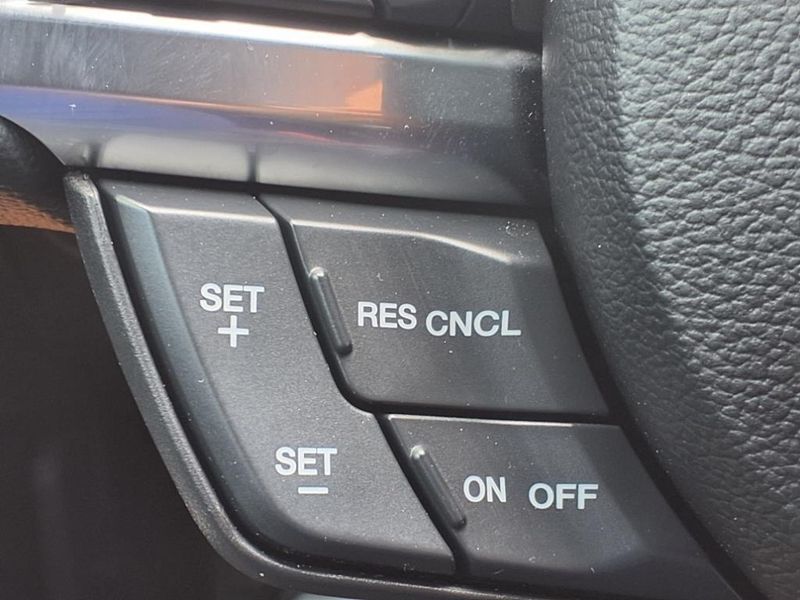 SET
+
RES CNCL
SET
—
ON OFF